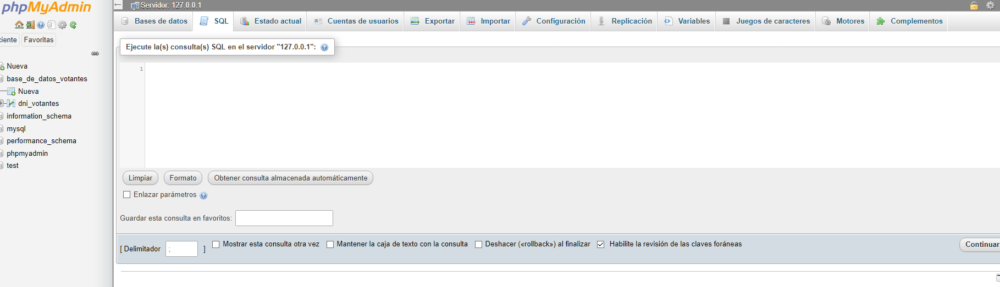 phpMyAdmin
ciente
Favoritas
Nueva
base_de_datos_votantes
Nueva
dni_votantes
information_schema
mysql
performance_schema
phpmyadmin
test
Servidor: 127.0.0.1
Bases de datos
SQL
Estado actual
Cuentas de usuarios
Exportar
Importar
Configuración
Replicación
Variables
Juegos de caracteres
Motores
Complementos
Ejecute la(s) consulta(s) SQL en el servidor "127.0.0.1":
1
Limpiar
Formato
Obtener consulta almacenada automáticamente
Enlazar parámetros
Guardar esta consulta en favoritos:
[ Delimitador ; ]
Mostrar esta consulta otra vez
Mantener la caja de texto con la consulta
Deshacer («rollback») al finalizar
Habilite la revisión de las claves foráneas
Continuar